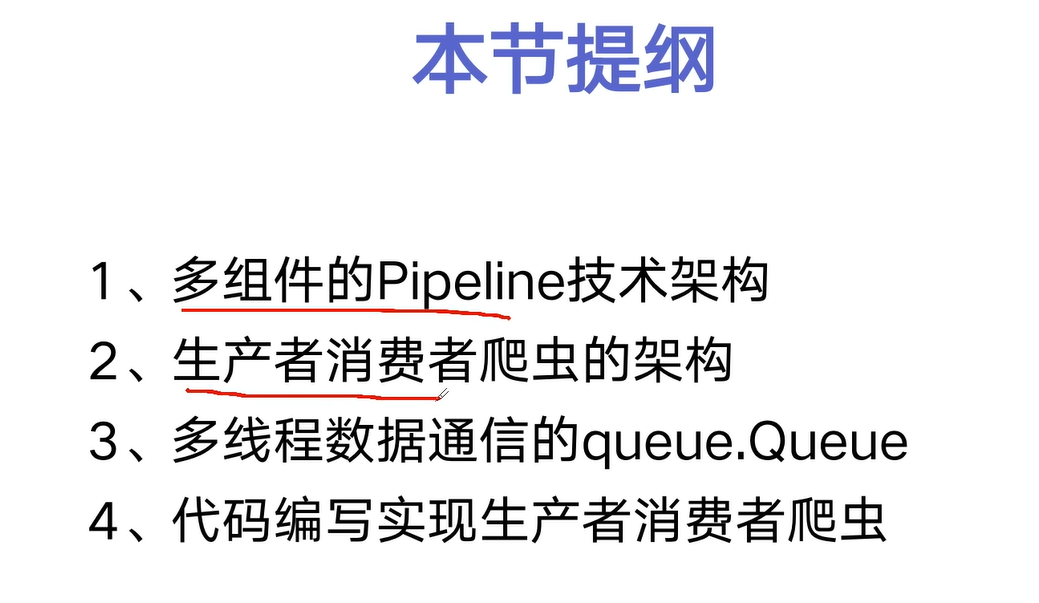 本节提纲
1、多组件的Pipeline技术架构
2、生产者消费者爬虫的架构
3、多线程数据通信的queue.Queue
4、代码编写实现生产者消费者爬虫